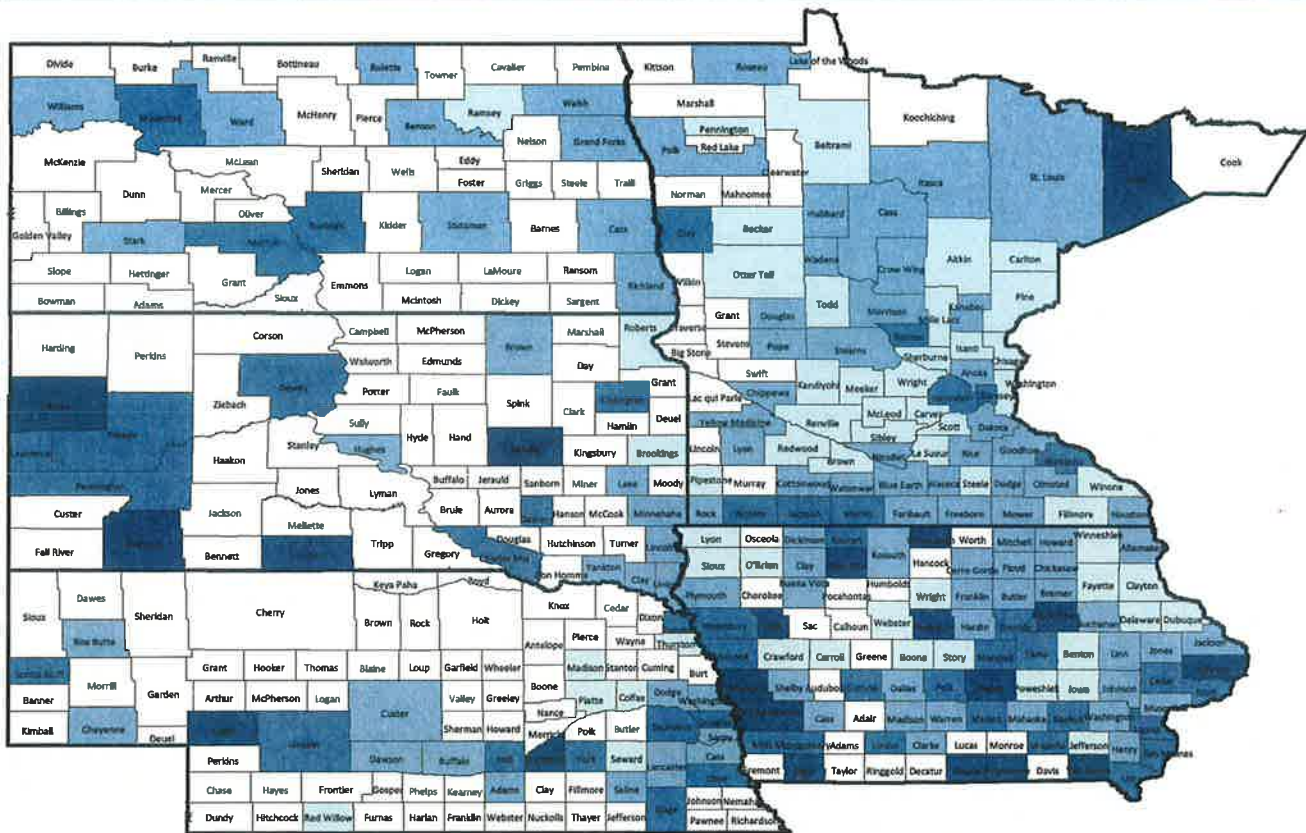 Divide
Burke
Renville
Bottineau
Rolette
Towner
Cavalier
Pembina
Kittson
Roseau
Lake of the Woods
Williams
Ward
McHenry
Pierce
Benson
Ramsey
Walsh
Marshall
Koochiching
Pennington
Polk
Red Lake
Beltrami
Cook
St. Louis
Nelson
Grand Forks
McKenzie
McLean
Sheridan
Wells
Eddy
Foster
Clearwater
Itasca
Dunn
Mercer
Oliver
Griggs
Steele
Traill
Norman
Mahnomen
Hubbard
Cass
Billings
Golden Valley
Stark
Morton
Burleigh
Kidder
Stutsman
Barnes
Cass
Clay
Becker
Slope
Hettinger
Grant
Logan
LaMoure
Ransom
Richland
Wilkin
Otter Tail
Wadena
Crow Wing
Aitkin
Carlton
Bowman
Adams
Sioux
Emmons
McIntosh
Dickey
Sargent
Grant
Douglas
Todd
Morrison
Mille Lacs
Kanabec
Pine
Harding
Perkins
Corson
Campbell
McPherson
Brown
Marshall
Roberts
Traverse
Stevens
Pope
Stearns
Sherburne
Isanti
Walworth
Edmunds
Day
Big Stone
Swift
Anoka
Washington
Ziebach
Dewey
Potter
Faulk
Spink
Clark
Codington
Grant
Deuel
Hamlin
Lac qui Parle
Chippewa
Kandiyohi
Meeker
Wright
Yellow Medicine
Renville
McLeod
Carver
Scott
Dakota
Sully
Hughes
Hyde
Hand
Kingsbury
Brookings
Lincoln
Lyon
Redwood
Sibley
Brown
Nicollet
Le Sueur
Rice
Goodhue
Haakon
Stanley
Pennington
Jones
Lyman
Buffalo
Jerauld
Sanborn
Miner
Lake
Moody
Pipestone
Murray
Cottonwood
Watonwan
Blue Earth
Waseca
Steele
Dodge
Olmsted
Winona
Custer
Jackson
Mellette
Brule
Aurora
Hanson
McCook
Minnehaha
Rock
Faribault
Freeborn
Mower
Fillmore
Houston
Fall River
Bennett
Tripp
Gregory
Douglas
Hutchinson
Turner
Lincoln
Lyon
Osceola
Dickinson
Worth
Mitchell
Howard
Winneshiek
Allamakee
Bon Homme
Yankton
Clay
Sioux
O'Brien
Clay
Kossuth
Hancock
Cerro Gordo
Floyd
Chickasaw
Fayette
Clayton
Sioux
Dawes
Sheridan
Cherry
Keya Paha
Boyd
Knox
Cedar
Dixon
Plymouth
Cherokee
Buena Vista
Pocahontas
Humboldt
Wright
Franklin
Butler
Bremer
Box Butte
Brown
Rock
Holt
Antelope
Pierce
Wayne
Thurston
Sac
Calhoun
Webster
Hardin
Buchanan
Delaware
Dubuque
Scotts Bluff
Morrill
Garden
Grant
Hooker
Thomas
Blaine
Loup
Garfield
Wheeler
Madison
Stanton
Cuming
Burt
Crawford
Carroll
Greene
Boone
Story
Tama
Benton
Linn
Jones
Jackson
Banner
Arthur
McPherson
Logan
Valley
Greeley
Boone
Platte
Colfax
Dodge
Washington
Shelby
Audubon
Guthrie
Dallas
Polk
Poweshiek
Iowa
Johnson
Cedar
Kimball
Cheyenne
Deuel
Custer
Sherman
Howard
Nance
Merrick
Polk
Butler
Sarpy
Cass
Adair
Madison
Warren
Marion
Mahaska
Keokuk
Washington
Perkins
Lincoln
Dawson
Buffalo
Hall
York
Seward
Lancaster
Cass
Adams
Union
Clarke
Lucas
Monroe
Wapello
Jefferson
Henry
Chase
Hayes
Frontier
Gosper
Phelps
Kearney
Adams
Clay
Fillmore
Saline
Gage
Johnson
Nemaha
Fremont
Taylor
Ringgold
Decatur
Davis
Lee
Dundy
Hitchcock
Red Willow
Furnas
Harlan
Franklin
Webster
Nuckolls
Thayer
Jefferson
Pawnee
Richardson